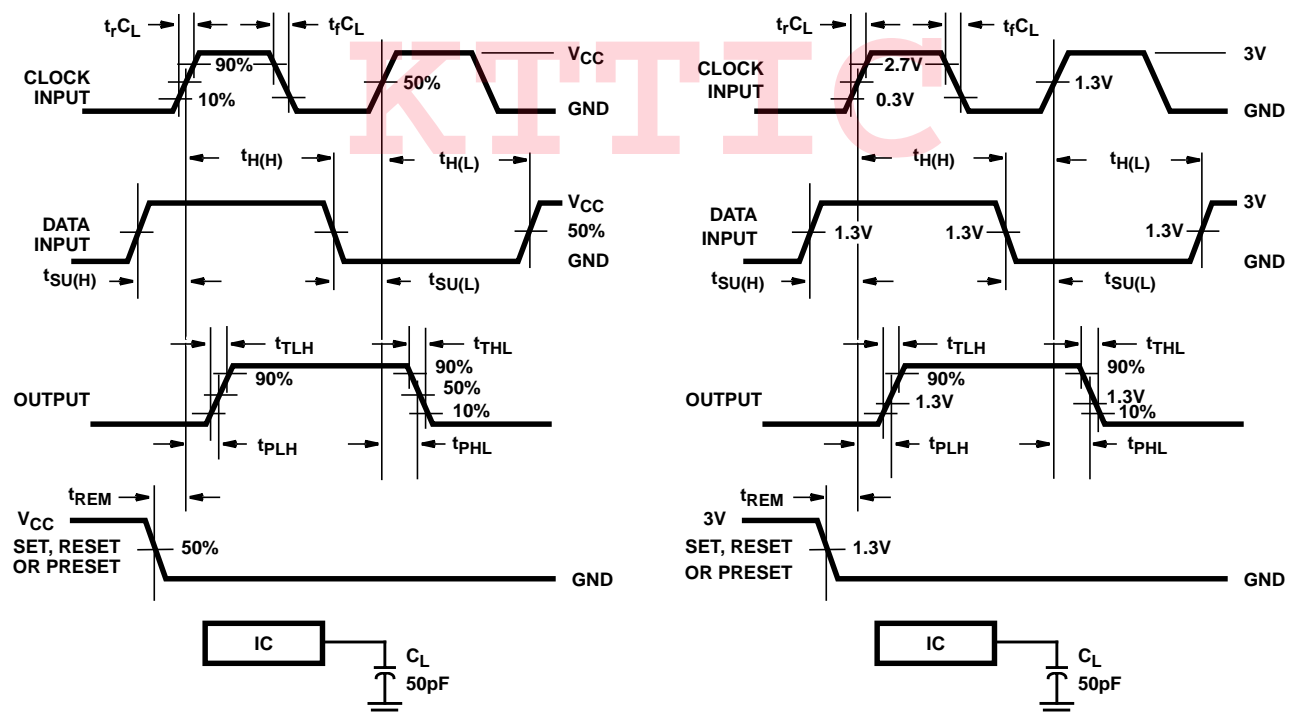 KTTIC
trCL
tfCL
CLOCK
INPUT
90%
10%
50%
VCC
GND
tH(H)
tH(L)
DATA
INPUT
VCC
50%
GND
tSU(H)
tSU(L)
tTLH
tTHL
OUTPUT
90%
90%
50%
10%
tPLH
tPHL
tREM
VCC
SET, RESET
OR PRESET
50%
GND
IC
CL
50pF
trCL
tfCL
CLOCK
INPUT
2.7V
0.3V
1.3V
3V
GND
tH(H)
tH(L)
DATA
INPUT
1.3V
1.3V
1.3V
3V
GND
tSU(H)
tSU(L)
tTLH
tTHL
OUTPUT
90%
1.3V
90%
1.3V
10%
tPLH
tPHL
tREM
3V
SET, RESET
OR PRESET
1.3V
GND
IC
CL
50pF